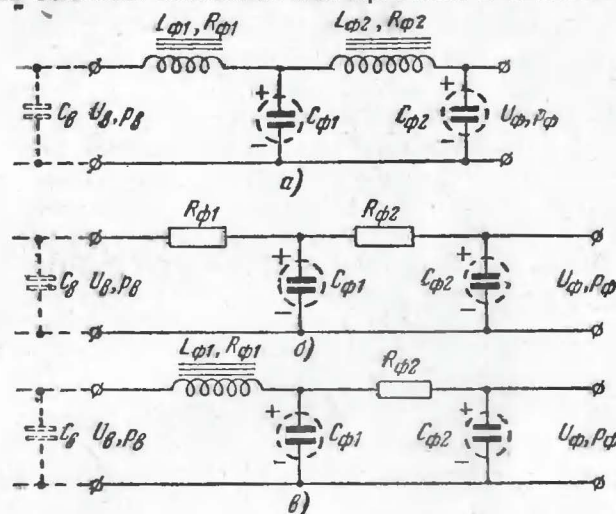 Lф1, Rф1 Lф2, Rф2
Cв Uв, pв + − Cф1 Cф2 + − Uф, pф
а)
Rф1 Rф2
Cв Uв, pв + − Cф1 Cф2 + − Uф, pф
б)
Lф1, Rф1 Rф2
Cв Uв, pв + − Cф1 Cф2 + − Uф, pф
в)